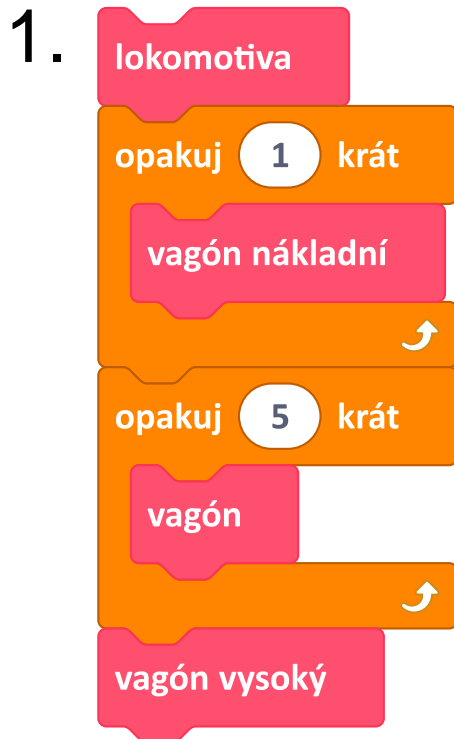 1.
lokomotiva
opakuj 1 krát
vagón nákladní
opakuj 5 krát
vagón
vagón vysoký